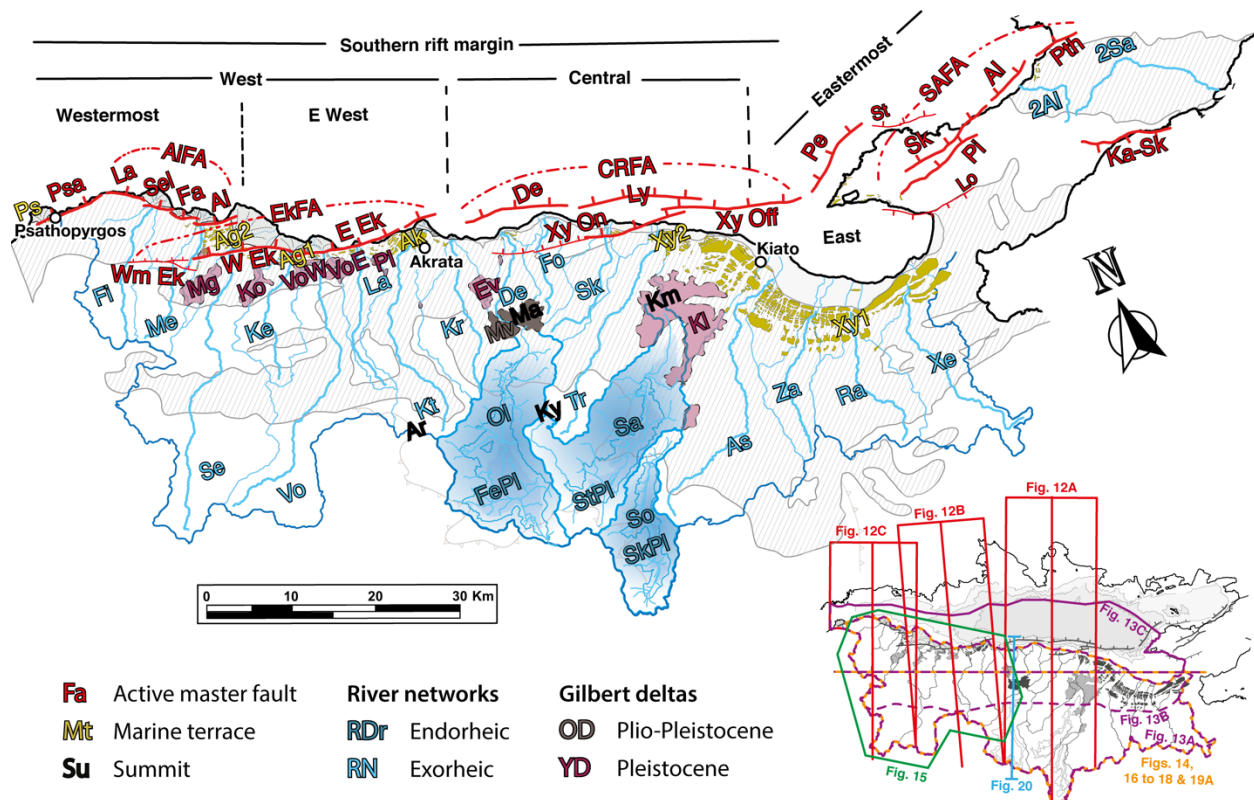 Southern rift margin
West
Central
Eastermost
Westermost
E West
AlFA
Psa
La
Sel
Fa
Al
EkFA
E Ek
W Ek
Wm Ek
CRFA
De
Ly
Xy On
Xy Off
Pe
St
SAFA
Sk
Al
Pl
Lo
Pth
Ka-Sk
2Sa
2Al
Ps
Psathopyrgos
Ag2
Ag1
Ak
Akrata
Xy2
Kiato
East
Xy1
N
Mg
Ko
VoW
VoE
Pl
Ev
Mv
Ma
Km
Kl
Fi
Me
Ke
La
Kr
De
Fo
Sk
Kt
Ar
Ol
Ky
Tr
Sa
Za
Ra
Xe
As
Se
Vo
FePl
StPl
So
SkPl
0 10 20 30 Km
Fa Active master fault
Mt Marine terrace
Su Summit
River networks
RDr Endorheic
RN Exorheic
Gilbert deltas
OD Plio-Pleistocene
YD Pleistocene
Fig. 12A
Fig. 12B
Fig. 12C
Fig. 13C
Fig. 13B
Fig. 13A
Fig. 15
Fig. 20
Figs. 14,
16 to 18 & 19A